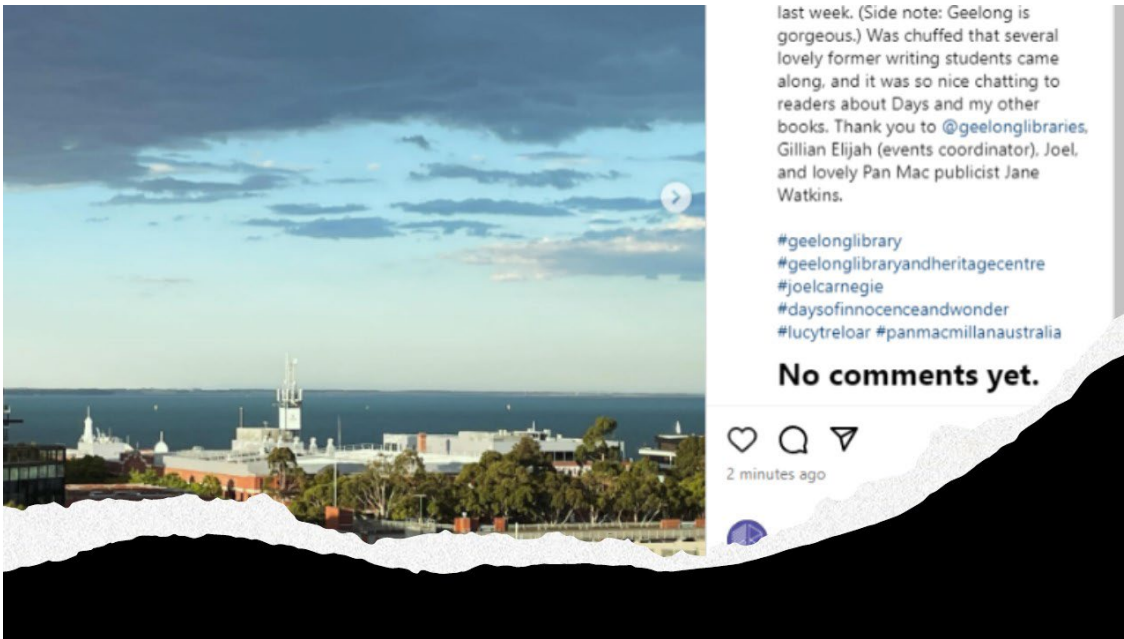 last week. (Side note: Geelong is
gorgeous.) Was chuffed that several
lovely former writing students came
along, and it was so nice chatting to
readers about Days and my other
books. Thank you to @geelonglibraries,
Gillian Elijah (events coordinator), Joel,
and lovely Pan Mac publicist Jane
Watkins.
#geelonglibrary
#geelonglibraryandheritagecentre
#joelcarnegie
#daysofinnocenceandwonder
#lucytreloar #panmacmillanaustralia
No comments yet.
2 minutes ago